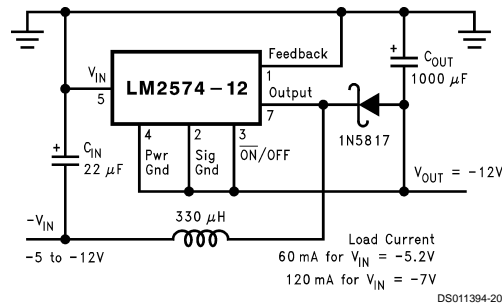 Feedback
+
C_OUT
1000 μF
V_IN
5
LM2574-12
1
Output
7
1N5817
4
Pwr
Gnd
2
Sig
Gnd
3
O̅N̅/OFF
+
C_IN
22 μF
V_OUT = -12V
-V_IN
330 μH
-5 to -12V
Load Current
60 mA for V_IN = -5.2V
120 mA for V_IN = -7V
DS011394-20